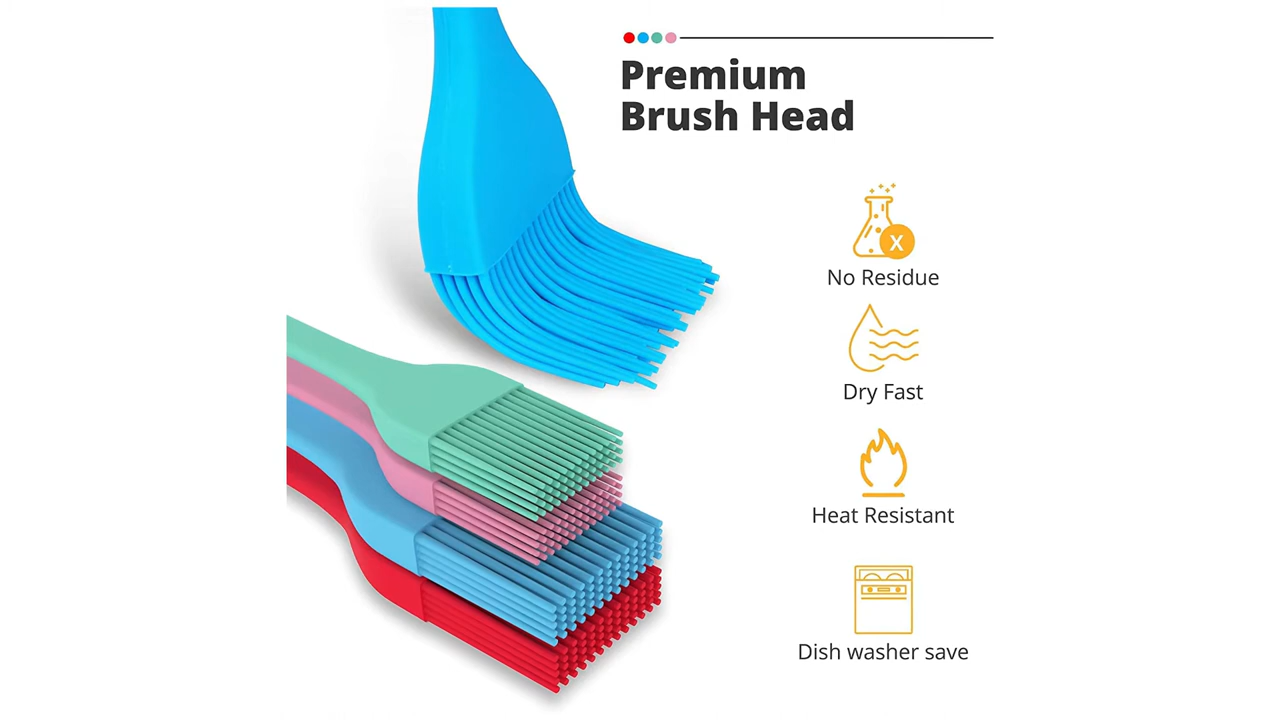 Premium
Brush Head
X
No Residue
Dry Fast
Heat Resistant
Dish washer save